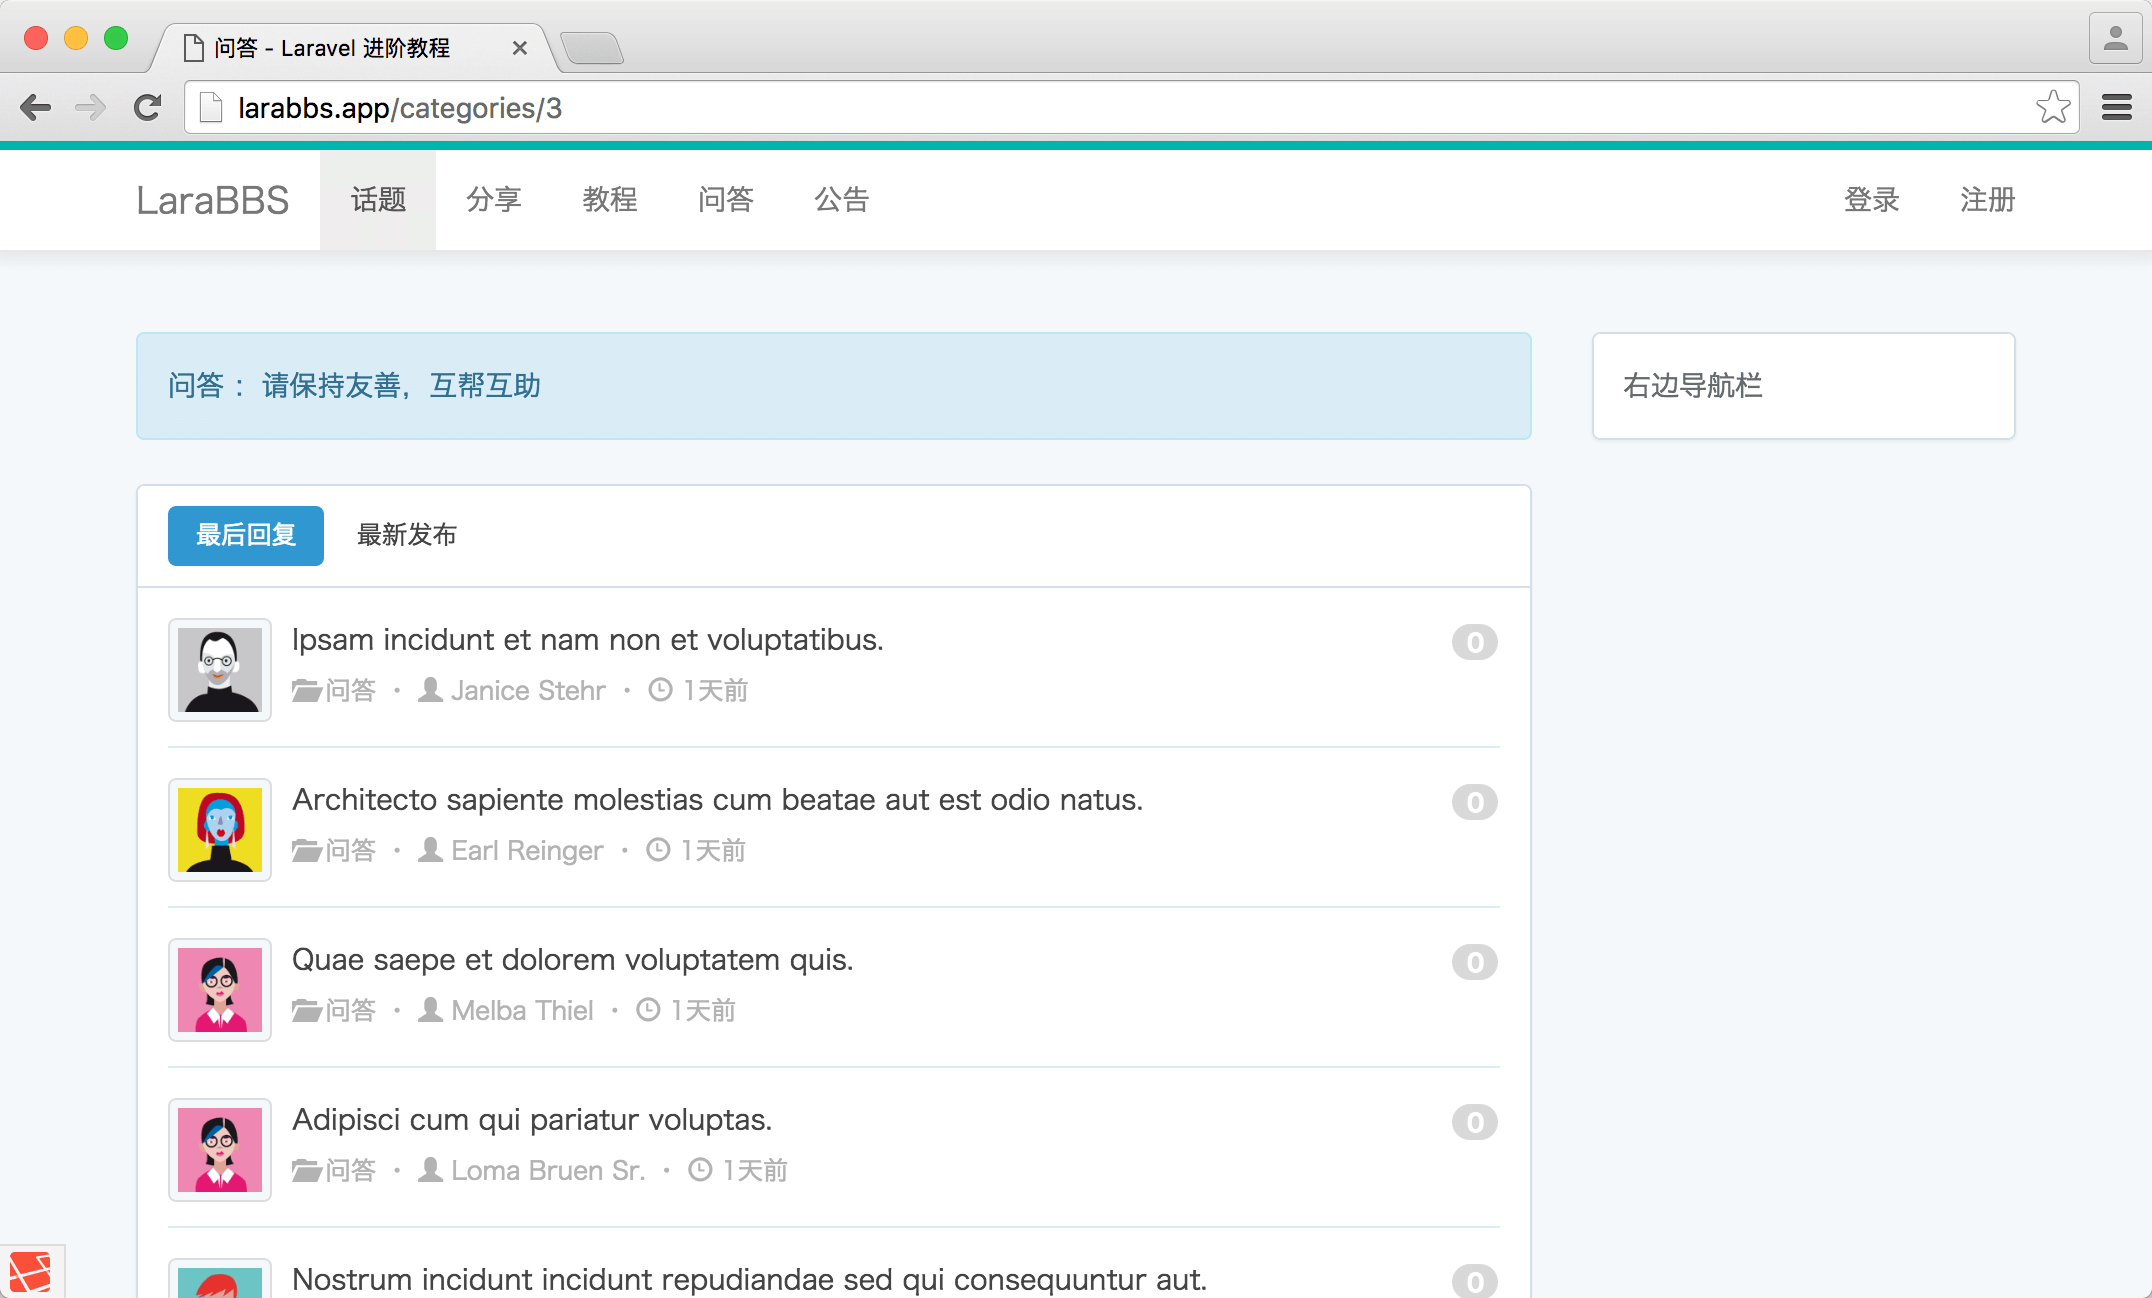 问答 - Laravel 进阶教程
larabbs.app/categories/3
LaraBBS 话题 分享 教程 问答 公告 登录 注册
问答 ：请保持友善，互帮互助
右边导航栏
最后回复 最新发布
Ipsam incidunt et nam non et voluptatibus. 0
问答 • Janice Stehr • 1天前
Architecto sapiente molestias cum beatae aut est odio natus. 0
问答 • Earl Reinger • 1天前
Quae saepe et dolorem voluptatem quis. 0
问答 • Melba Thiel • 1天前
Adipisci cum qui pariatur voluptas. 0
问答 • Loma Bruen Sr. • 1天前
Nostrum incidunt incidunt repudiandae sed qui consequuntur aut. 0